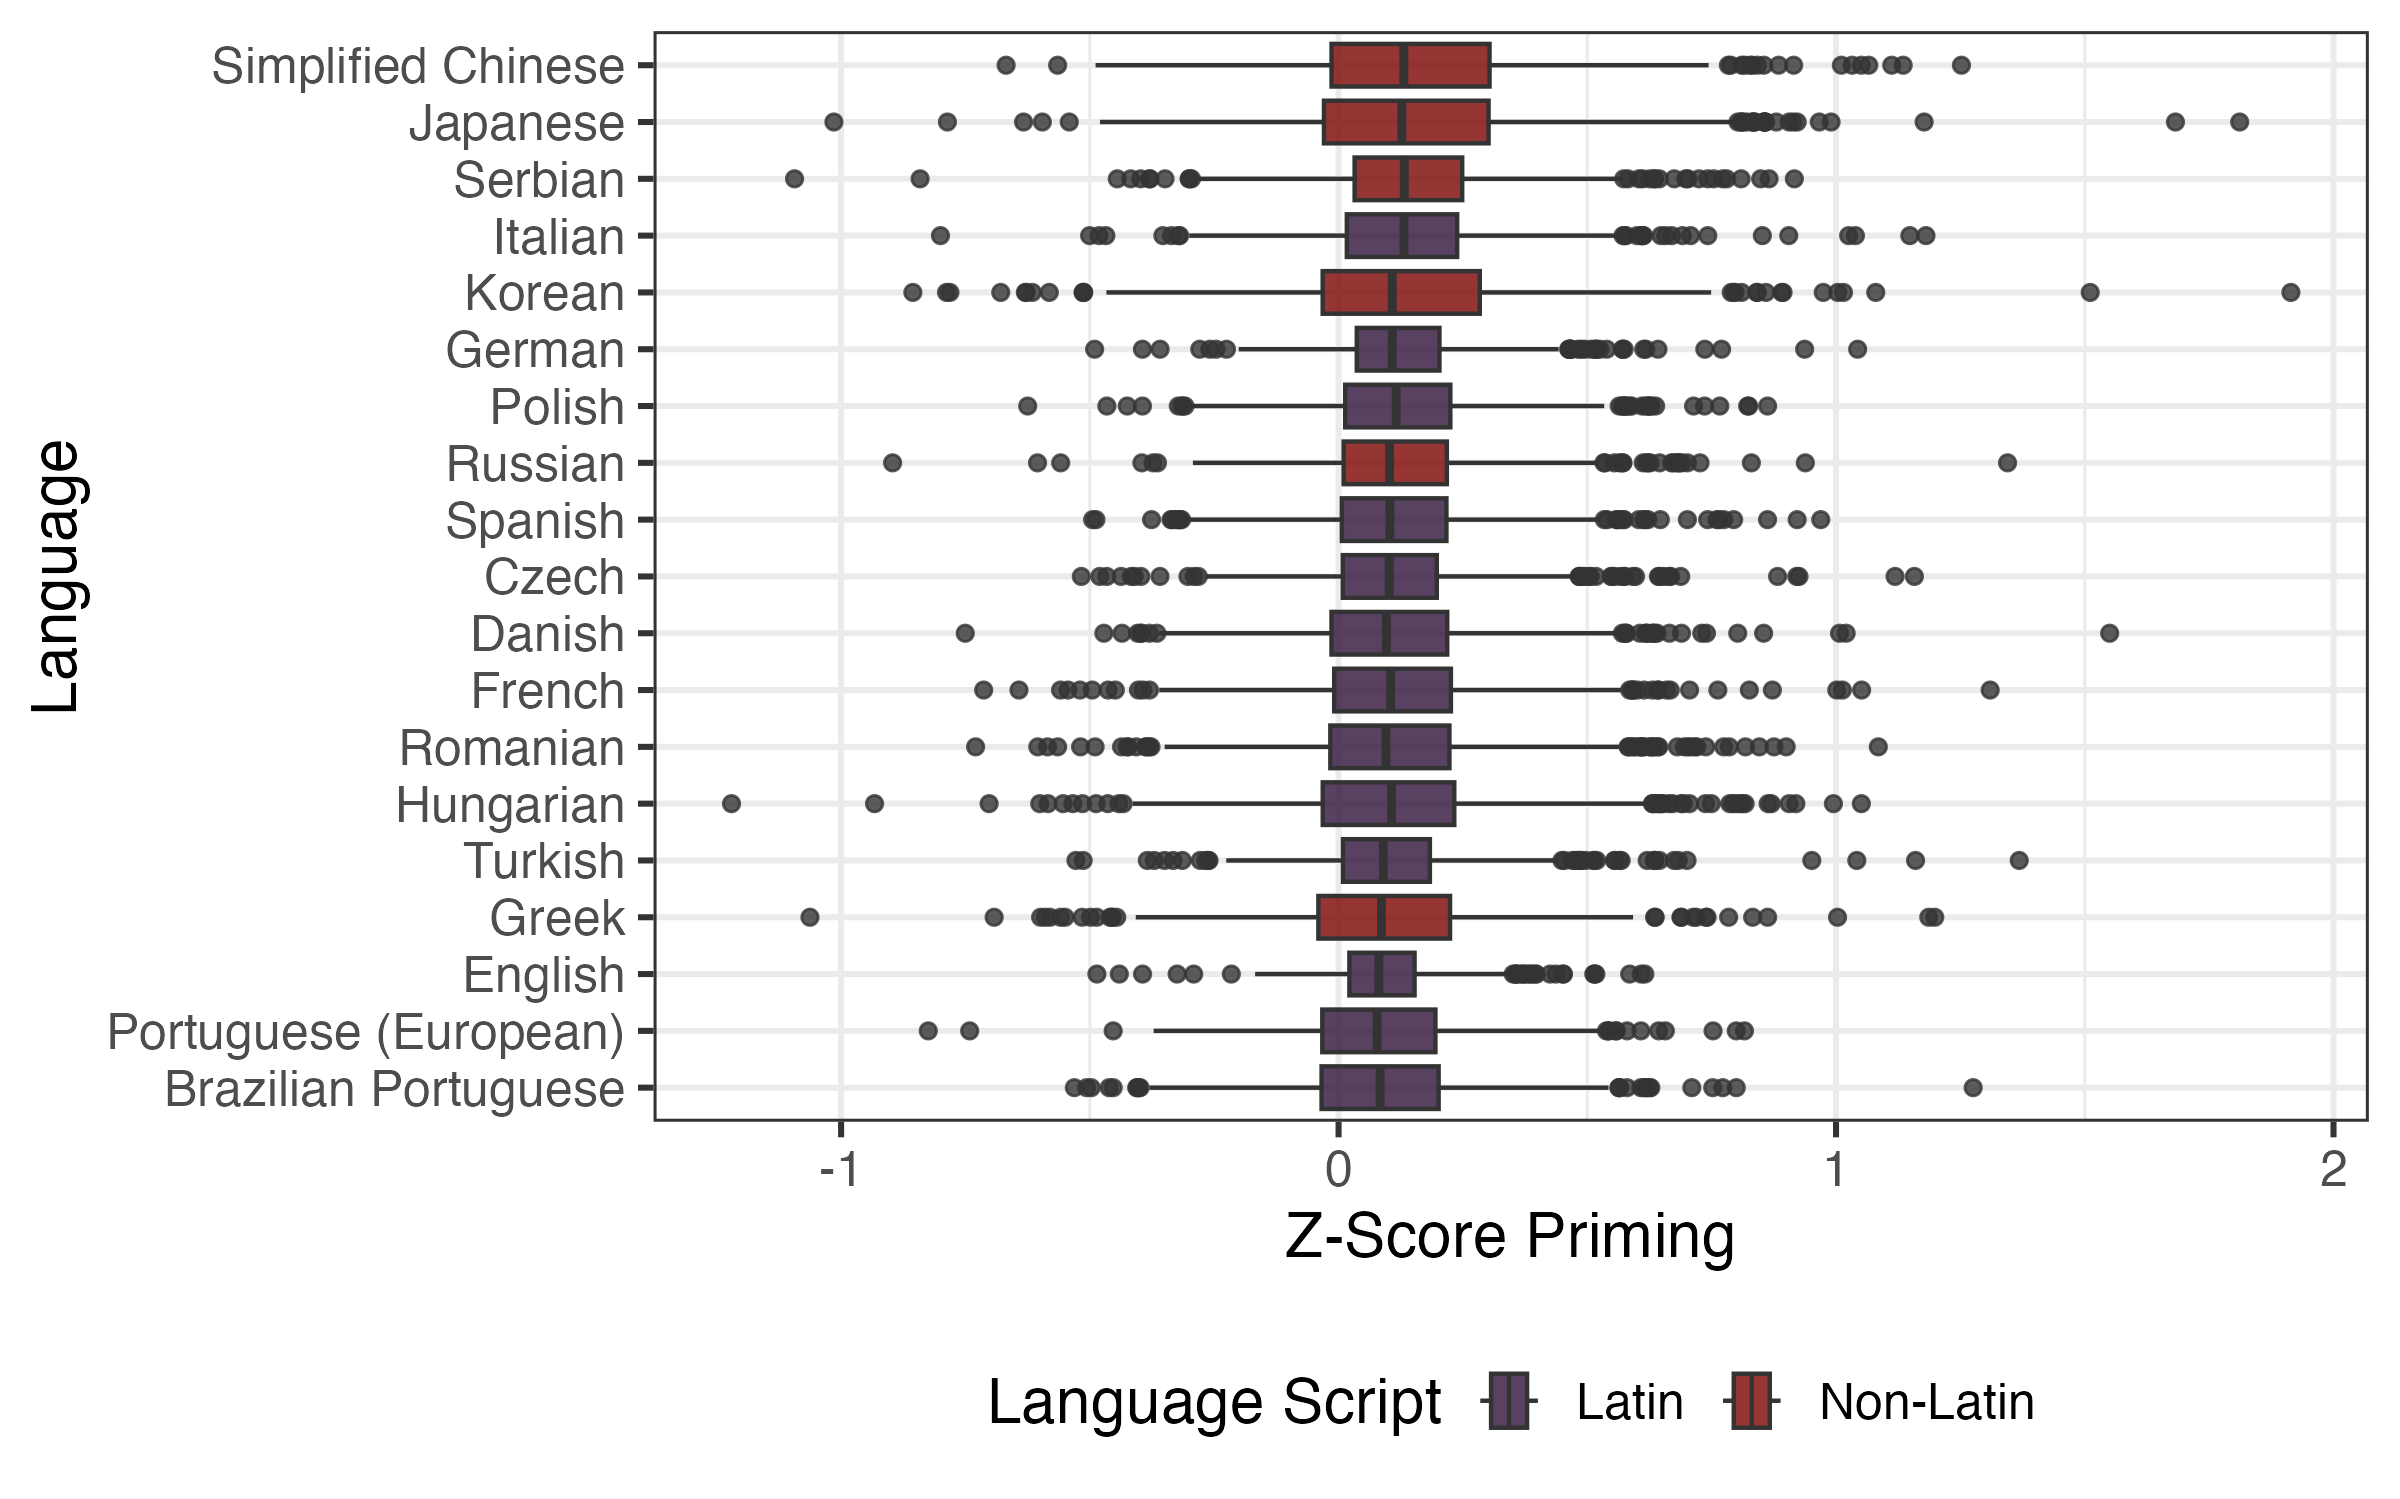 Simplified Chinese
Japanese
Serbian
Italian
Korean
German
Polish
Russian
Spanish
Czech
Danish
French
Romanian
Hungarian
Turkish
Greek
English
Portuguese (European)
Brazilian Portuguese
Language
-1 0 1 2
Z-Score Priming
Language Script Latin Non-Latin